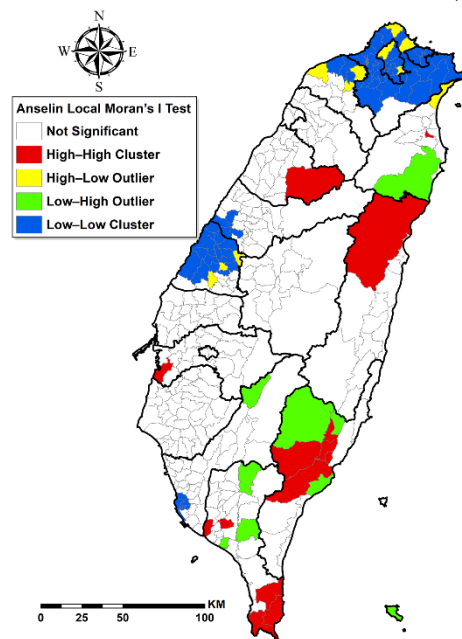 N
W E
S
Anselin Local Moran's I Test
Not Significant
High–High Cluster
High–Low Outlier
Low–High Outlier
Low–Low Cluster
KM
0 25 50 100